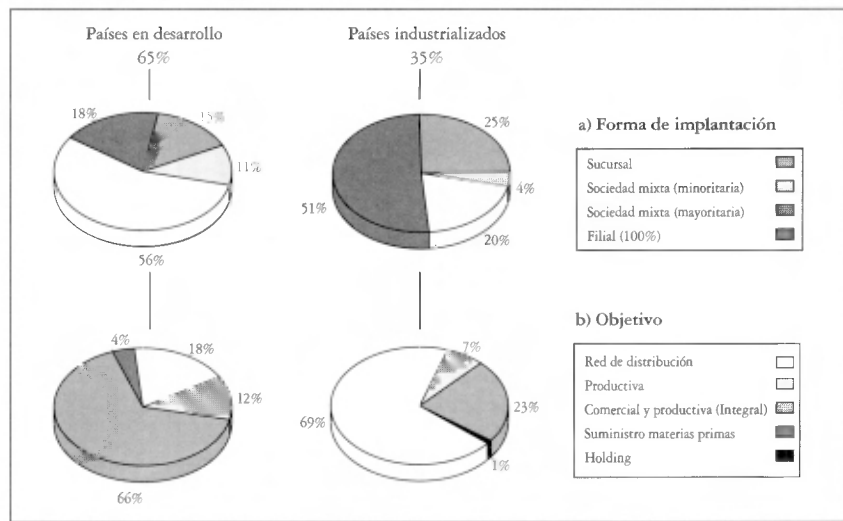 Países en desarrollo
65%
Países industrializados
35%
18%
15%
11%
56%
25%
4%
20%
51%
a) Forma de implantación
Sucursal
Sociedad mixta (minoritaria)
Sociedad mixta (mayoritaria)
Filial (100%)
4%
18%
12%
66%
7%
23%
1%
69%
b) Objetivo
Red de distribución
Productiva
Comercial y productiva (Integral)
Suministro materias primas
Holding